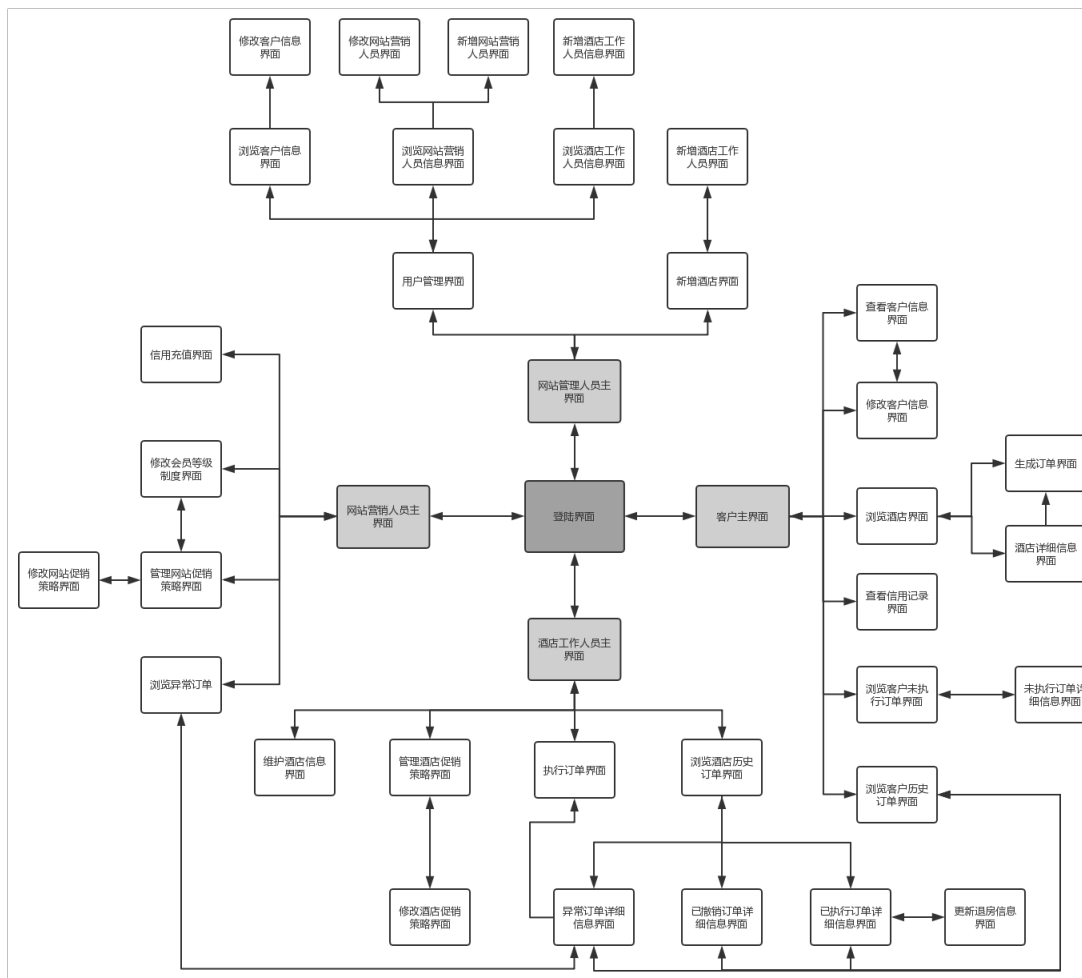 修改客户信息
界面
修改网站营销
人员界面
新增网站营销
人员界面
新增酒店工作
人员信息界面
浏览客户信息
界面
浏览网站营销
人员信息界面
浏览酒店工作
人员信息界面
新增酒店工作
人员界面
用户管理界面
新增酒店界面
查看客户信息
界面
信用充值界面
网站管理人员主
界面
修改客户信息
界面
修改会员等级
制度界面
生成订单界面
网站营销人员主
界面
登陆界面
客户主界面
浏览酒店界面
酒店详细信息
界面
修改网站促销
策略界面
管理网站促销
策略界面
查看信用记录
界面
酒店工作人员主
界面
浏览异常订单
浏览客户未执
行订单界面
未执行订单详
细信息界面
维护酒店信息
界面
管理酒店促销
策略界面
执行订单界面
浏览酒店历史
订单界面
浏览客户历史
订单界面
修改酒店促销
策略界面
异常订单详细
信息界面
已撤销订单详
细信息界面
已执行订单详
细信息界面
更新退房信息
界面